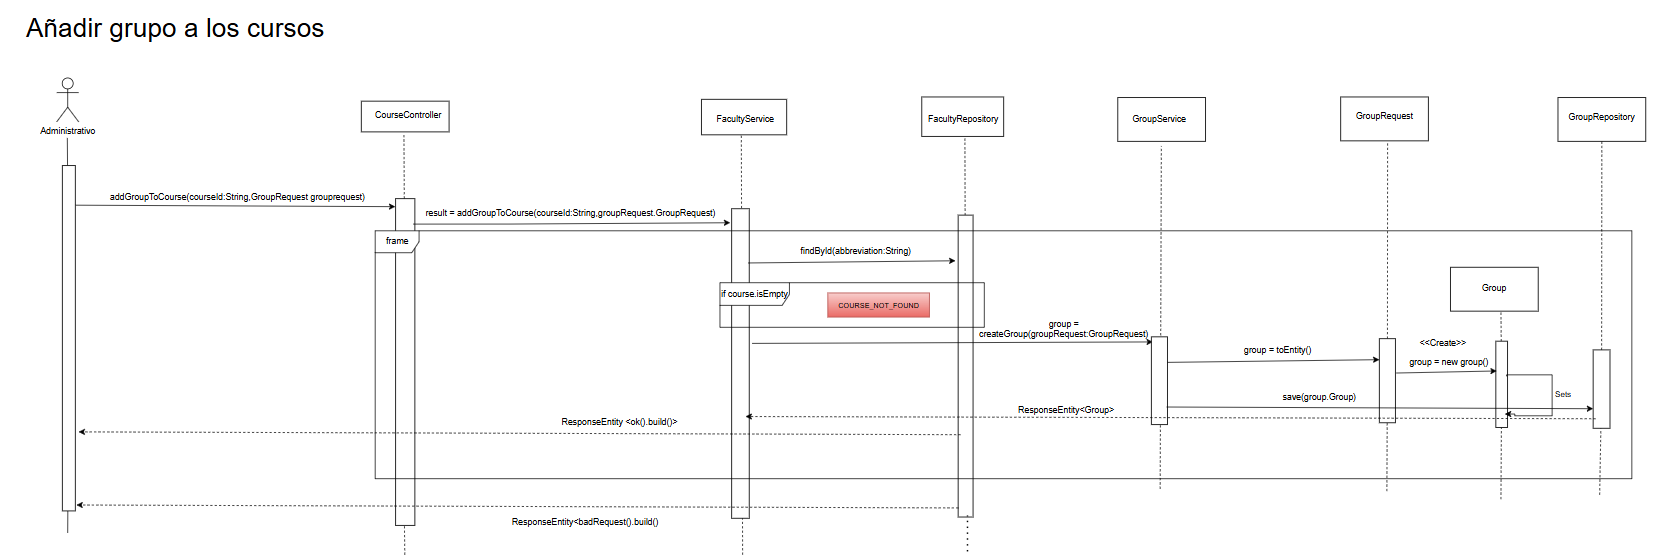 Añadir grupo a los cursos
Administrativo
CourseController
FacultyService
FacultyRepository
GroupService
GroupRequest
GroupRepository
addGroupToCourse(courseId:String,GroupRequest grouprequest)
result = addGroupToCourse(courseId:String,groupRequest.GroupRequest)
frame
findById(abbreviation:String)
Group
if course.isEmpty
COURSE_NOT_FOUND
group =
createGroup(groupRequest:GroupRequest)
group = toEntity()
<<Create>>
group = new group()
Sets
save(group.Group)
ResponseEntity<Group>
ResponseEntity <ok().build()>
ResponseEntity<badRequest().build()